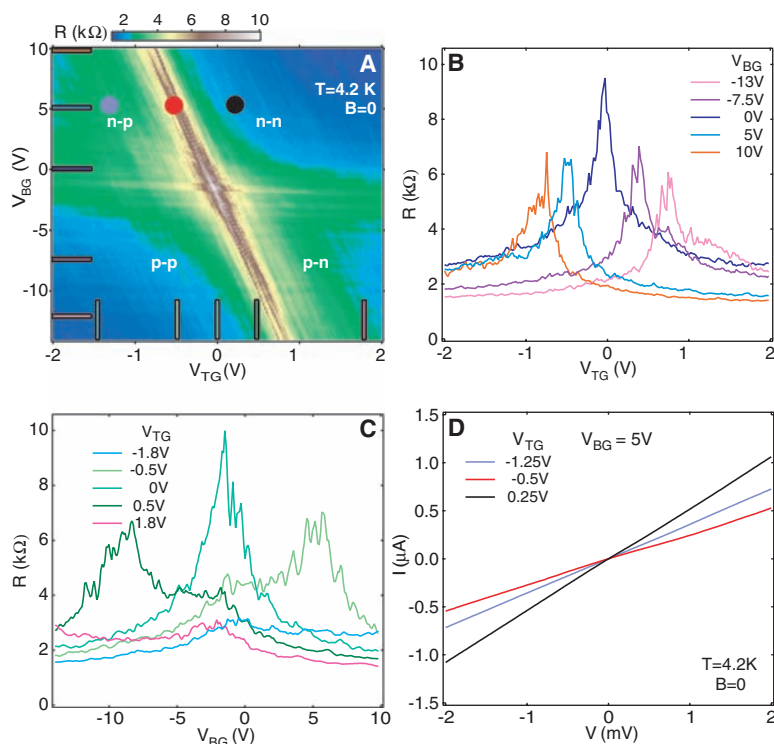 R (kΩ)
2 4 6 8 10
A
T=4.2 K
B=0
n-p
n-n
p-p
p-n
10
5
0
-5
-10
V_BG (V)
-2 -1 0 1 2
V_TG (V)
B
V_BG
-13V
-7.5V
0V
5V
10V
10
8
6
4
2
0
R (kΩ)
-2 -1 0 1 2
V_TG (V)
C
V_TG
-1.8V
-0.5V
0V
0.5V
1.8V
10
8
6
4
2
0
R (kΩ)
-10 -5 0 5 10
V_BG (V)
D
V_TG V_BG = 5V
-1.25V
-0.5V
0.25V
1.5
1.0
0.5
0.0
-0.5
-1.0
-1.5
I (µA)
T=4.2K
B=0
-2 -1 0 1 2
V (mV)